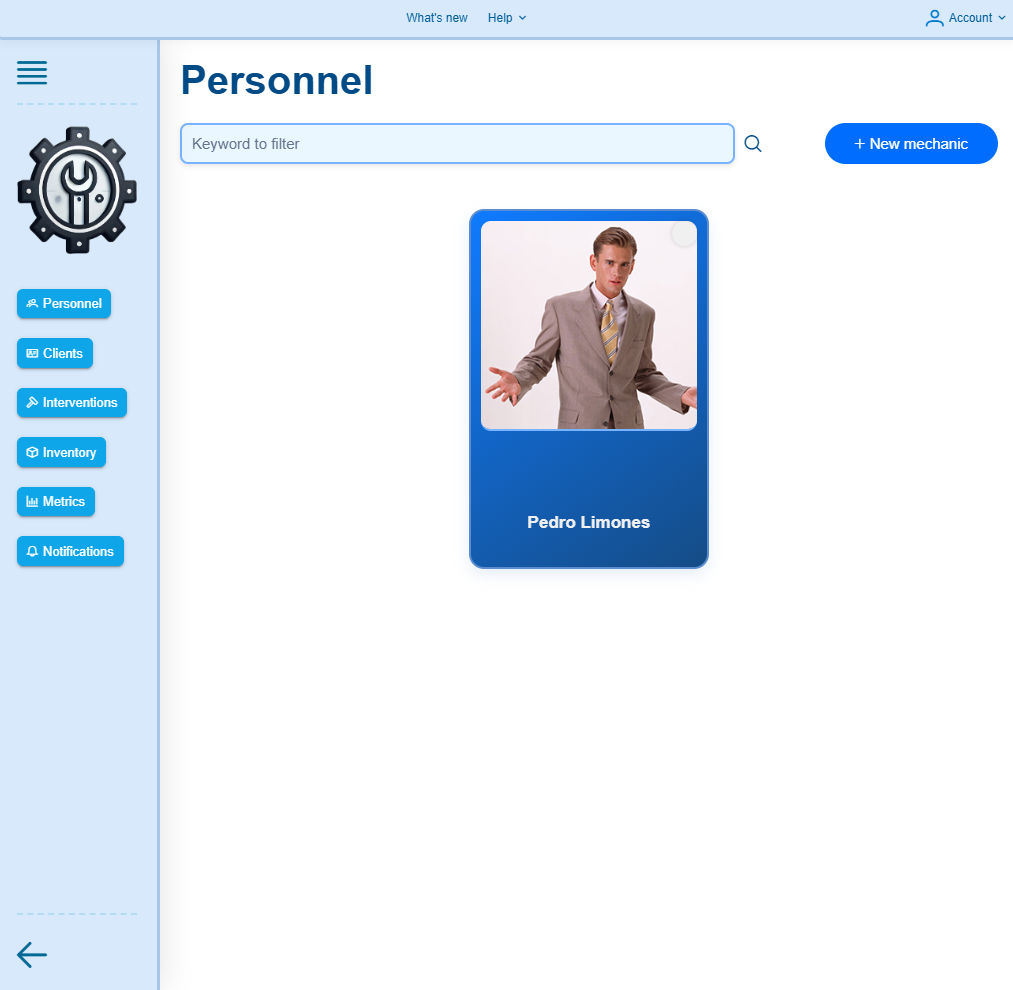 What's new
Help
Account
Personnel
Keyword to filter
+ New mechanic
Personnel
Clients
Interventions
Inventory
Metrics
Notifications
Pedro Limones